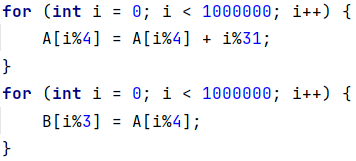 for (int i = 0; i < 1000000; i++) {
    A[i%4] = A[i%4] + i%31;
}
for (int i = 0; i < 1000000; i++) {
    B[i%3] = A[i%4];
}